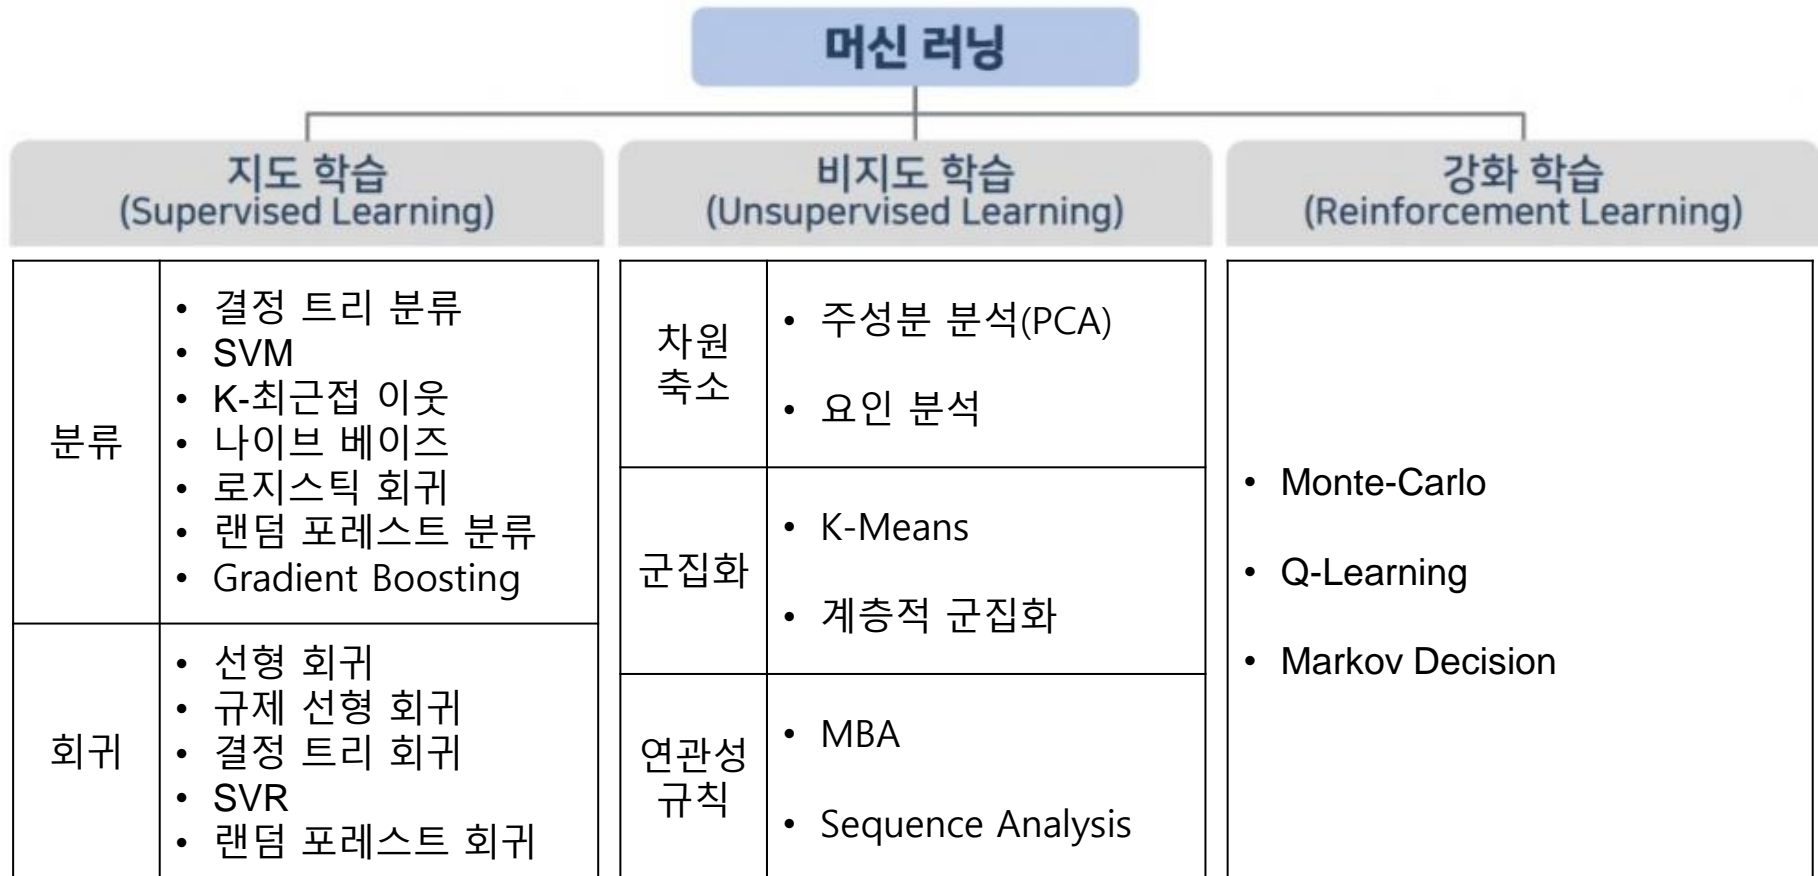 머신 러닝
지도 학습
(Supervised Learning)
분류
• 결정 트리 분류
• SVM
• K-최근접 이웃
• 나이브 베이즈
• 로지스틱 회귀
• 랜덤 포레스트 분류
• Gradient Boosting
회귀
• 선형 회귀
• 규제 선형 회귀
• 결정 트리 회귀
• SVR
• 랜덤 포레스트 회귀
비지도 학습
(Unsupervised Learning)
차원
축소
• 주성분 분석(PCA)
• 요인 분석
군집화
• K-Means
• 계층적 군집화
연관성
규칙
• MBA
• Sequence Analysis
강화 학습
(Reinforcement Learning)
• Monte-Carlo
• Q-Learning
• Markov Decision